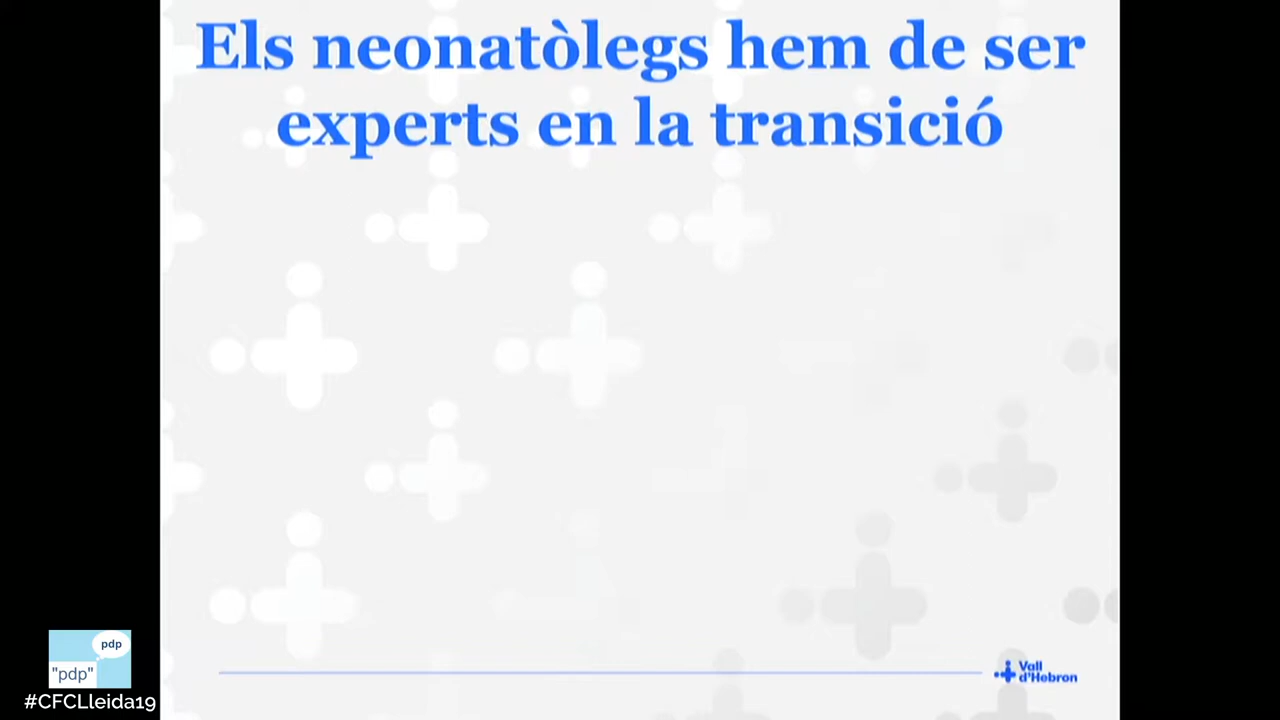 Els neonatòlegs hem de ser
experts en la transició
pdp
"pdp"
#CFCLleida19
Vall
d'Hebron